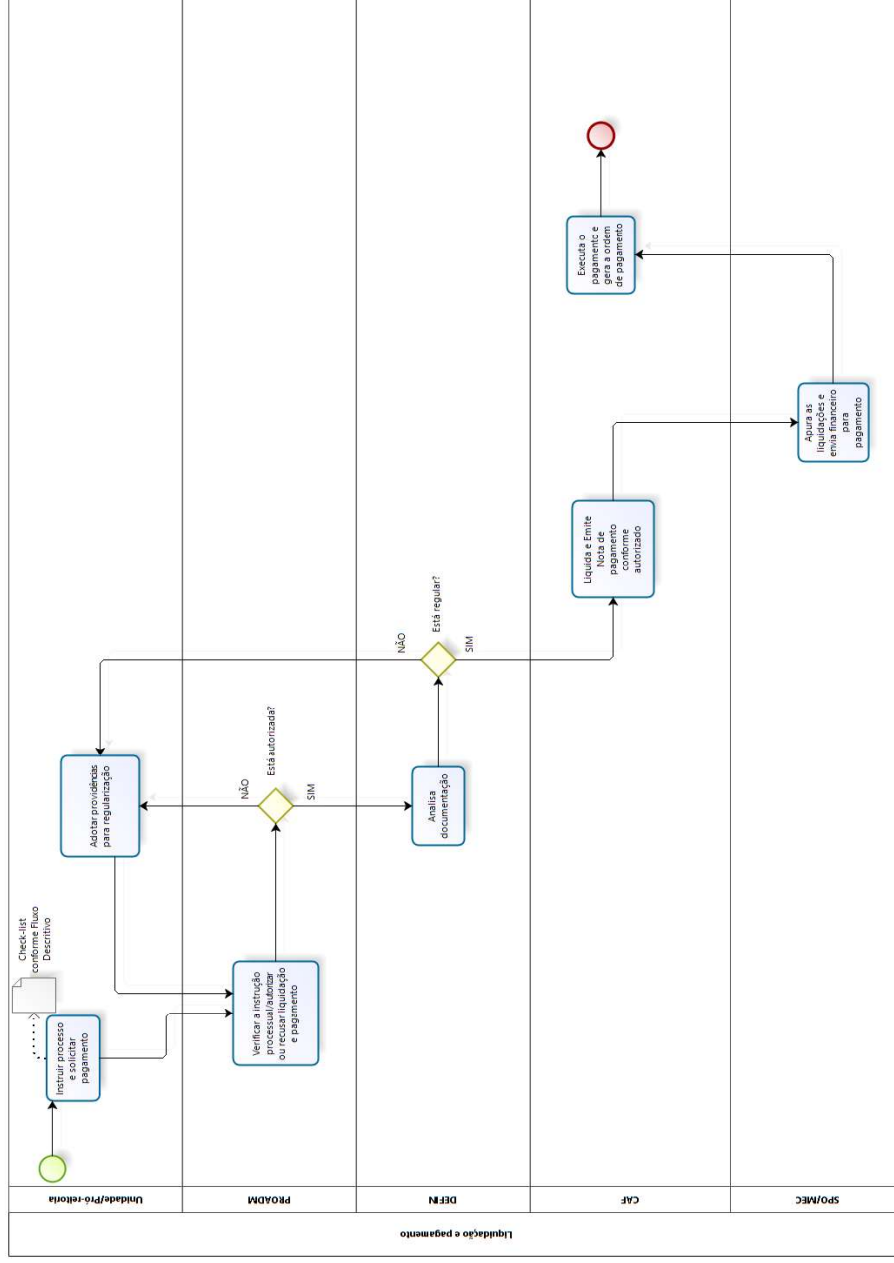 Liquidação e pagamento
Unidade/Pró-reitoria
PROADM
DEFIN
CAF
SPO/MEC
Instruir processo
e solicitar
pagamento
Check-list
conforme Fluxo
Descritivo
Adotar providências
para regularização
Verificar a instrução
processual/autorizar
ou recusar liquidação
e pagamento
Está autorizada?
NÃO
SIM
Analisa
documentação
Está regular?
NÃO
SIM
Liquida e Emite
Nota de
pagamento
conforme
autorizado
Apura as
liquidações e
envia financeiro
para
pagamento
Executa o
pagamento e
gera a ordem
de pagamento